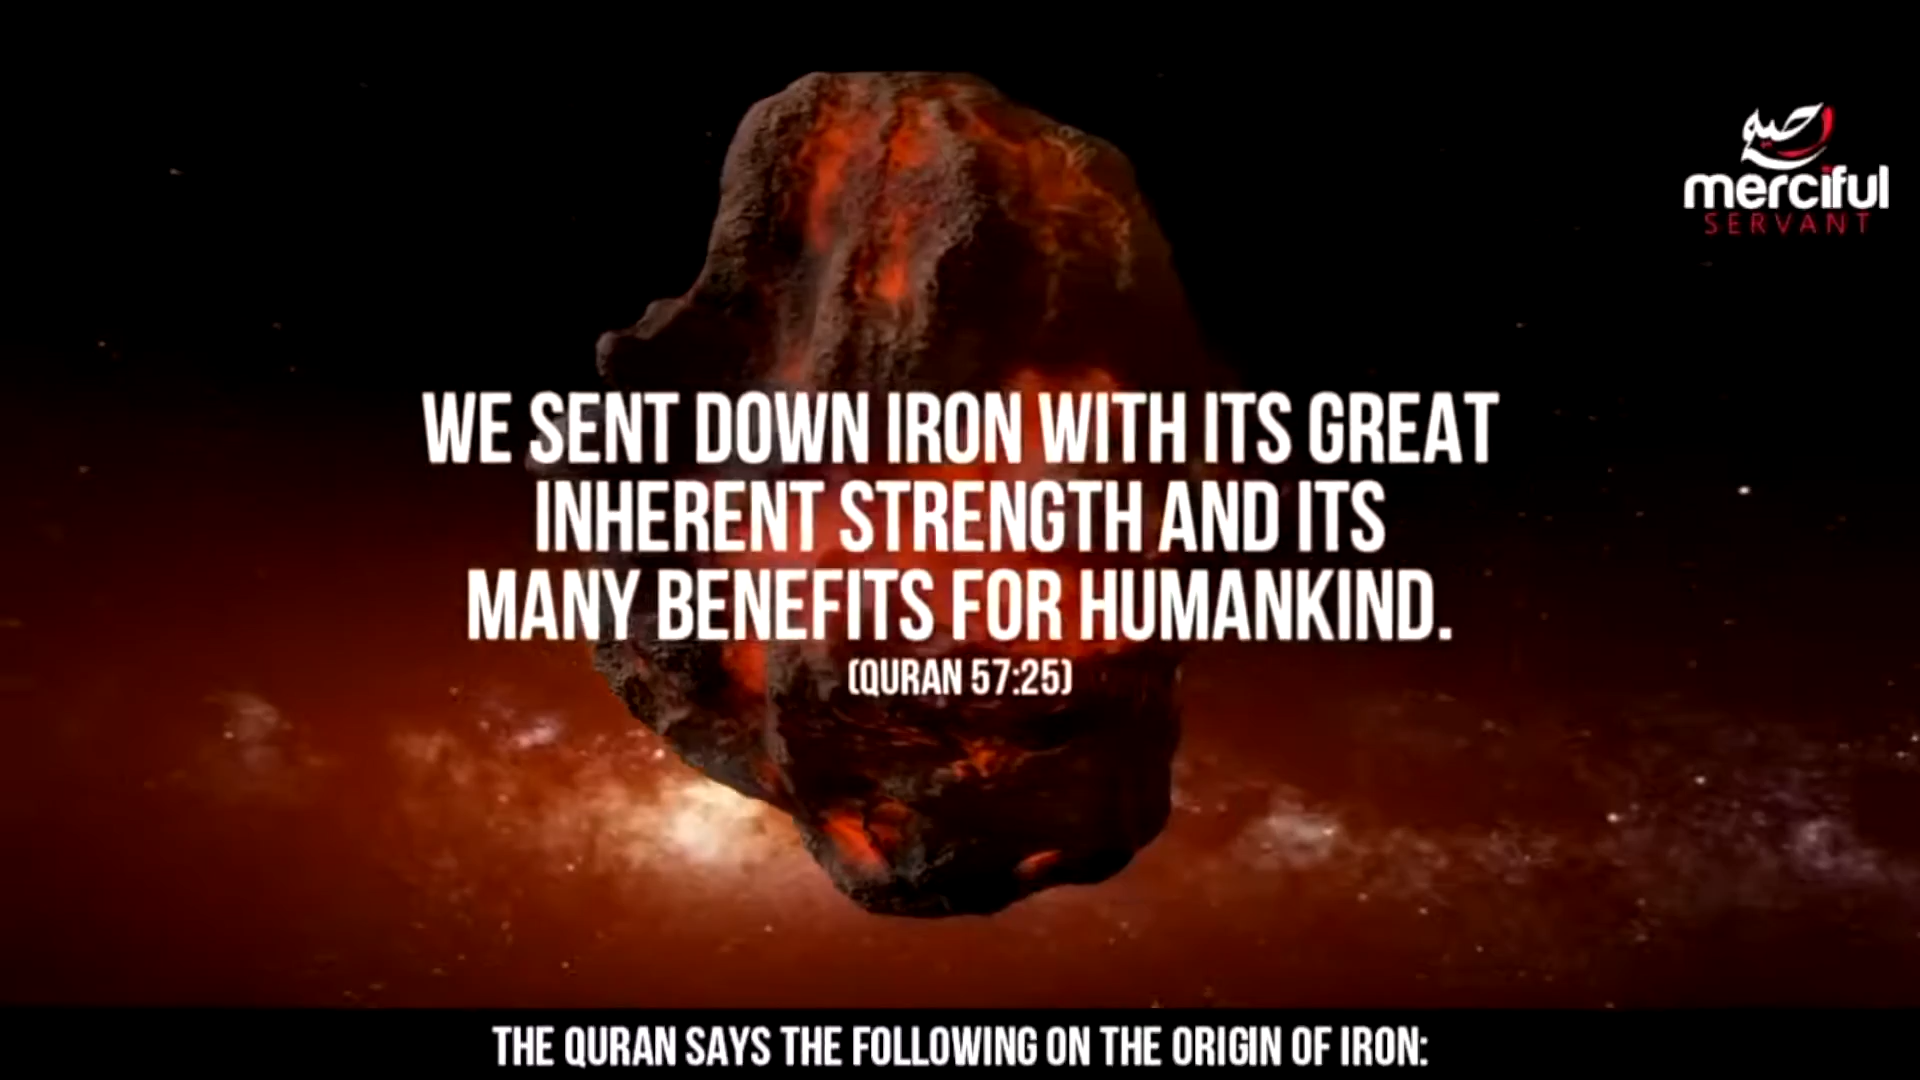 رحيم
merciful
SERVANT
WE SENT DOWN IRON WITH ITS GREAT
INHERENT STRENGTH AND ITS
MANY BENEFITS FOR HUMANKIND.
(QURAN 57:25)
THE QURAN SAYS THE FOLLOWING ON THE ORIGIN OF IRON: